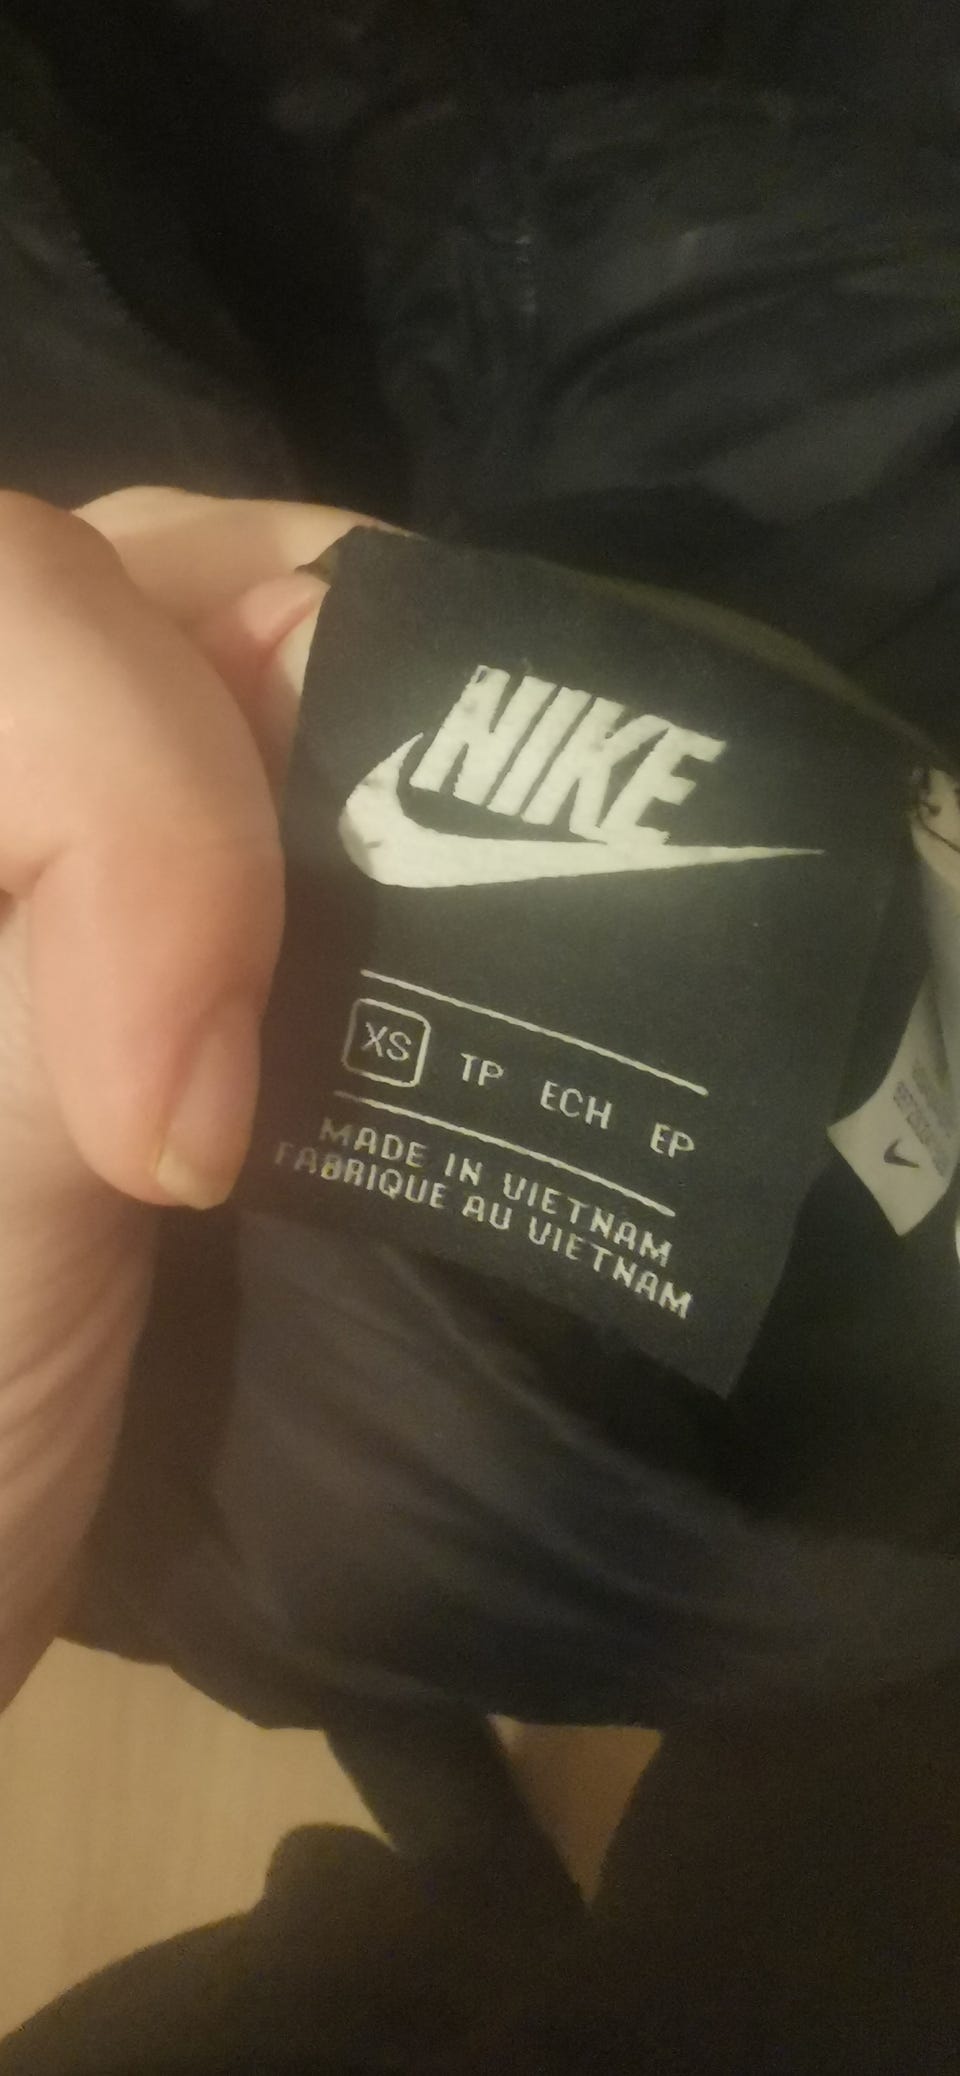 NIKE
XS TP ECH EP
MADE IN VIETNAM
FABRIQUE AU VIETNAM